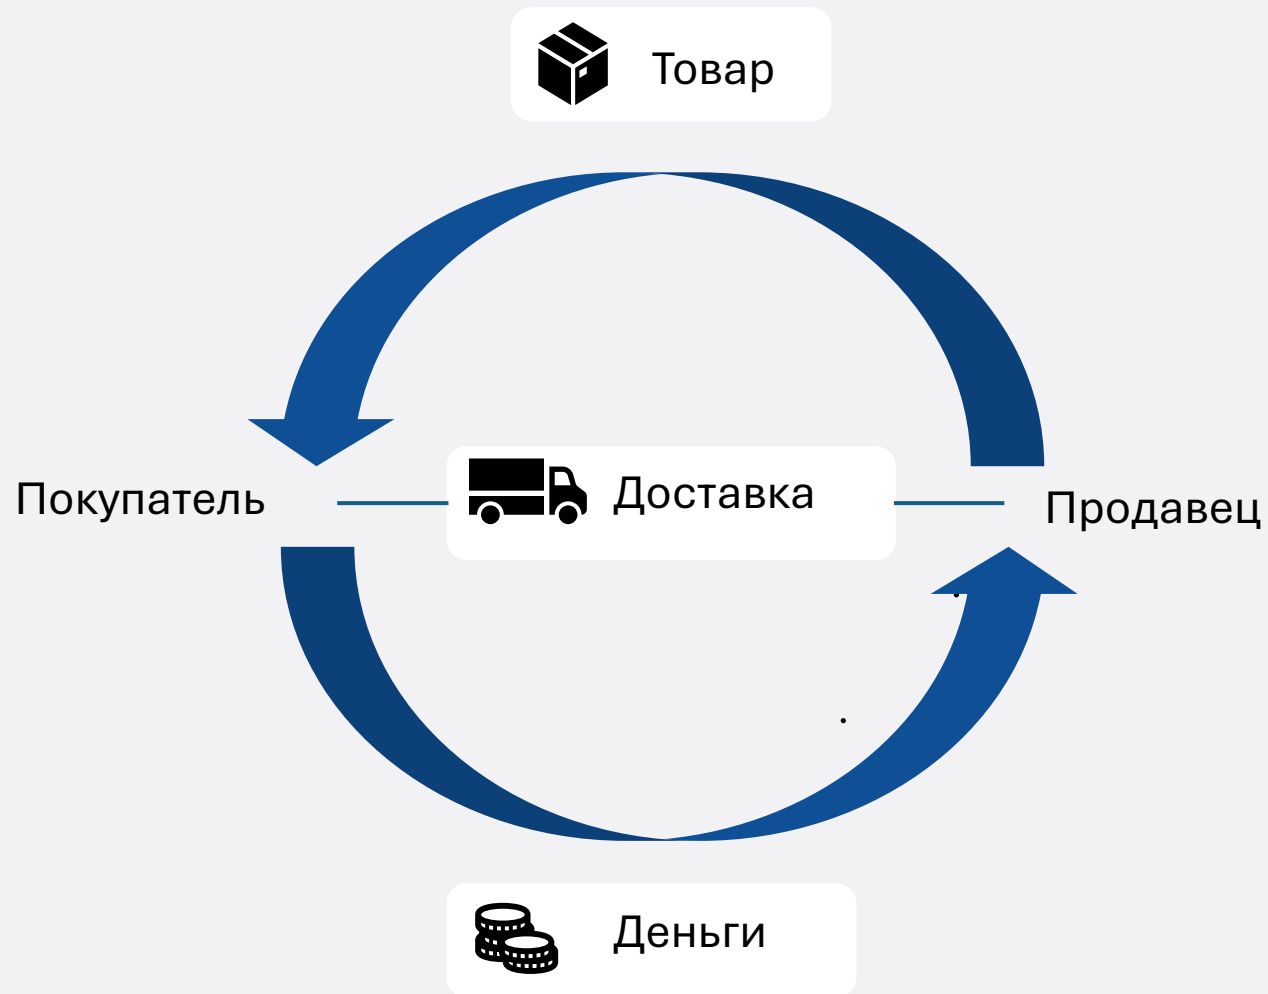 Товар
Покупатель
Доставка
Продавец
Деньги